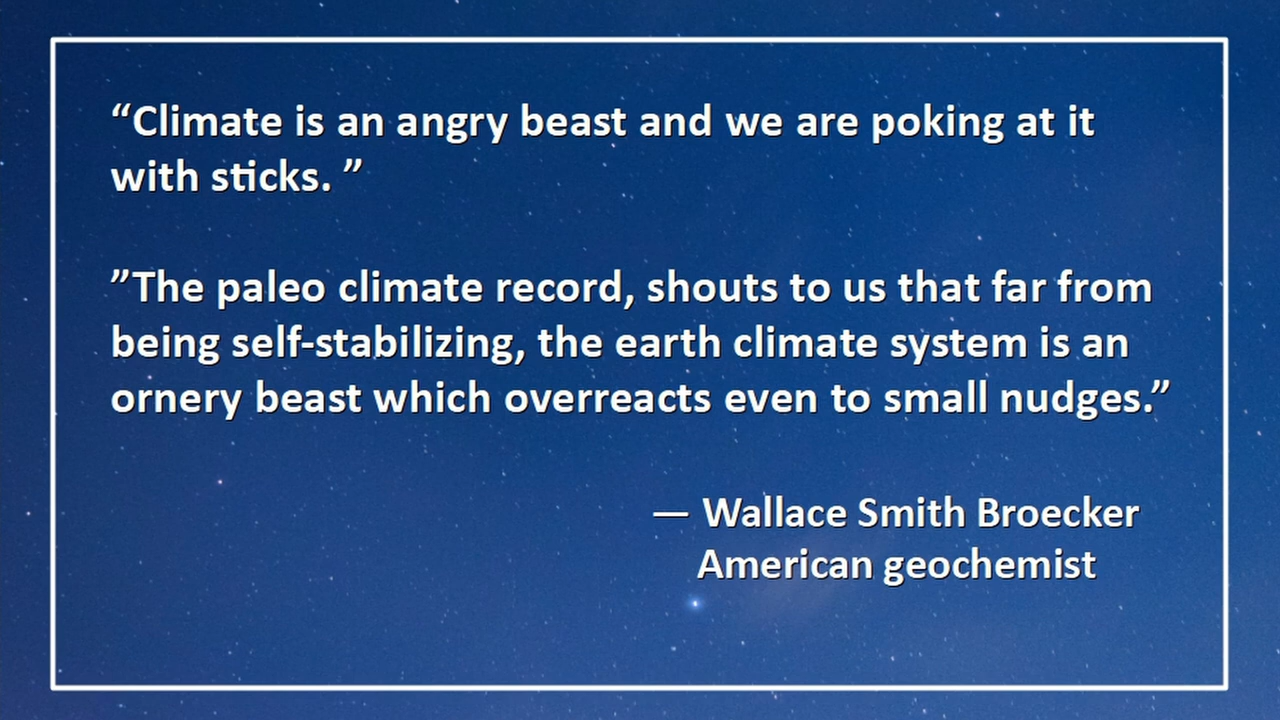 “Climate is an angry beast and we are poking at it
with sticks. ”
”The paleo climate record, shouts to us that far from
being self-stabilizing, the earth climate system is an
ornery beast which overreacts even to small nudges.”
— Wallace Smith Broecker
American geochemist